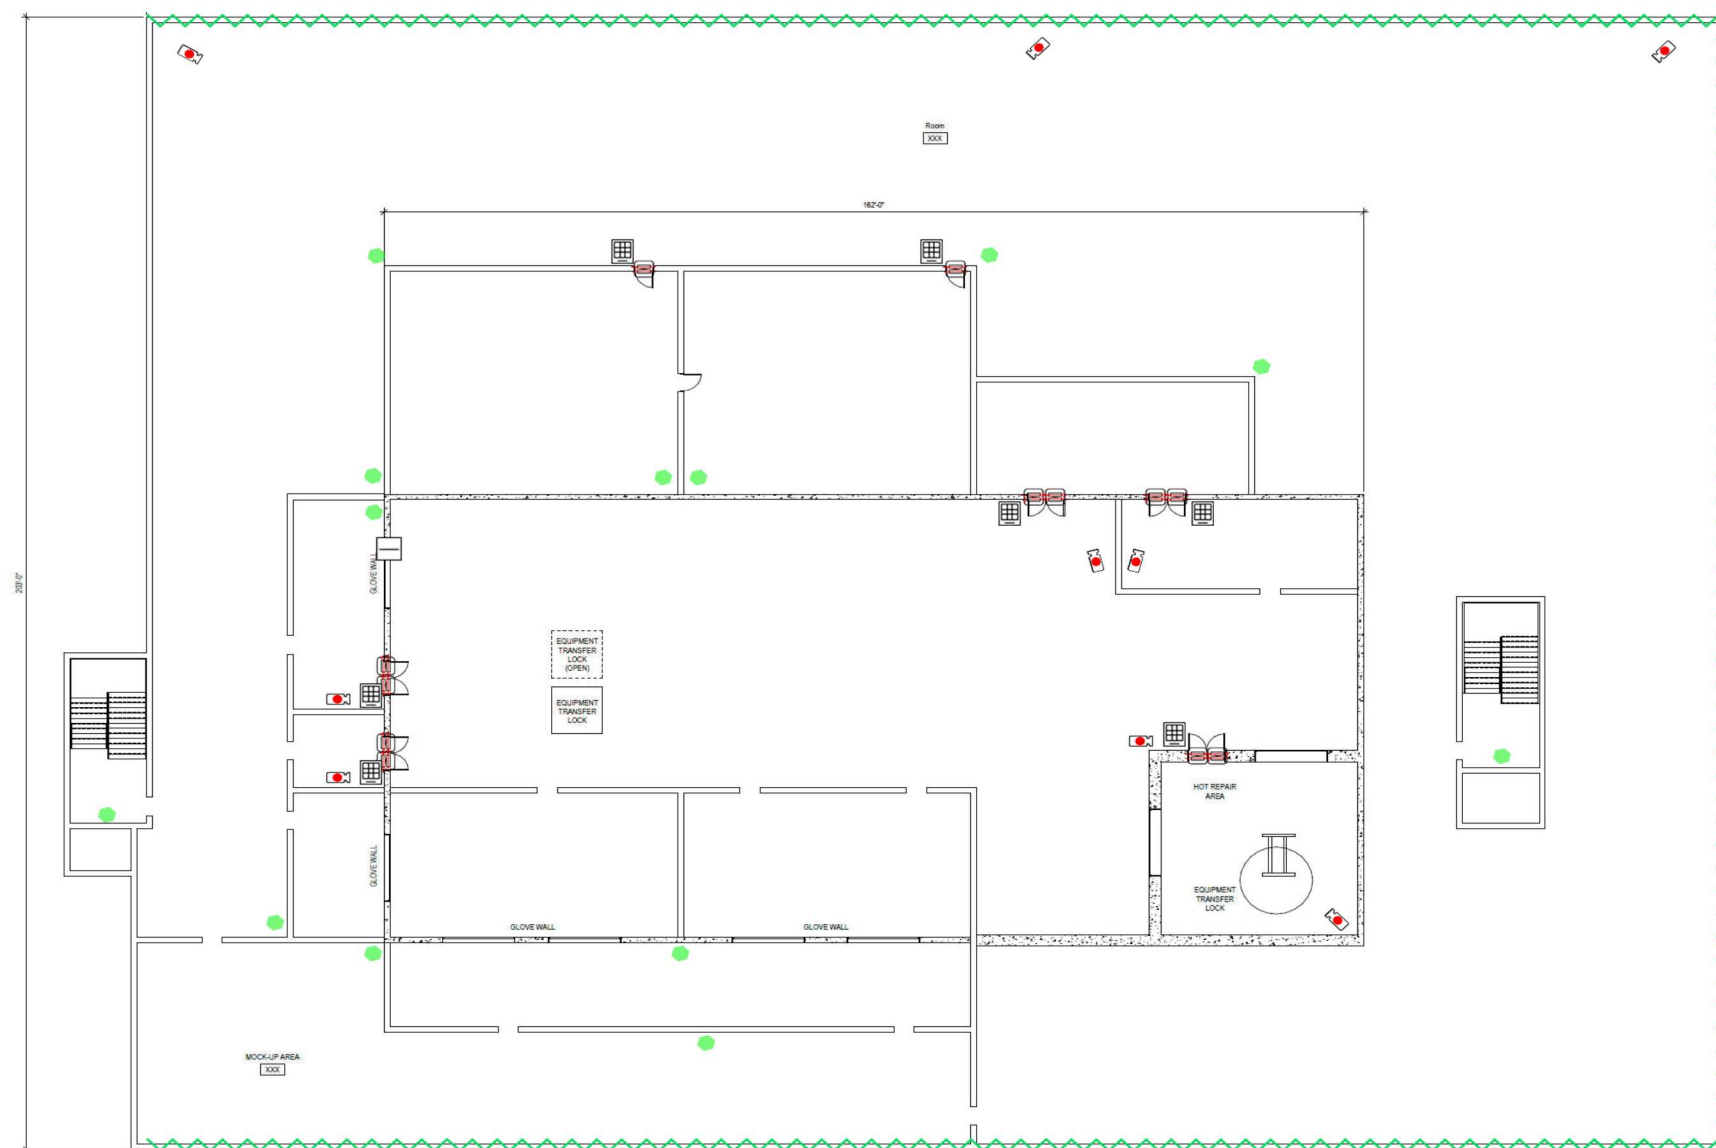 Room
XXX
162'-0"
203'-0"
GLOVE WALL
EQUIPMENT
TRANSFER
LOCK
(OPEN)
EQUIPMENT
TRANSFER
LOCK
HOT REPAIR
AREA
GLOVE WALL
EQUIPMENT
TRANSFER
LOCK
GLOVE WALL
GLOVE WALL
MOCK-UP AREA
XXX